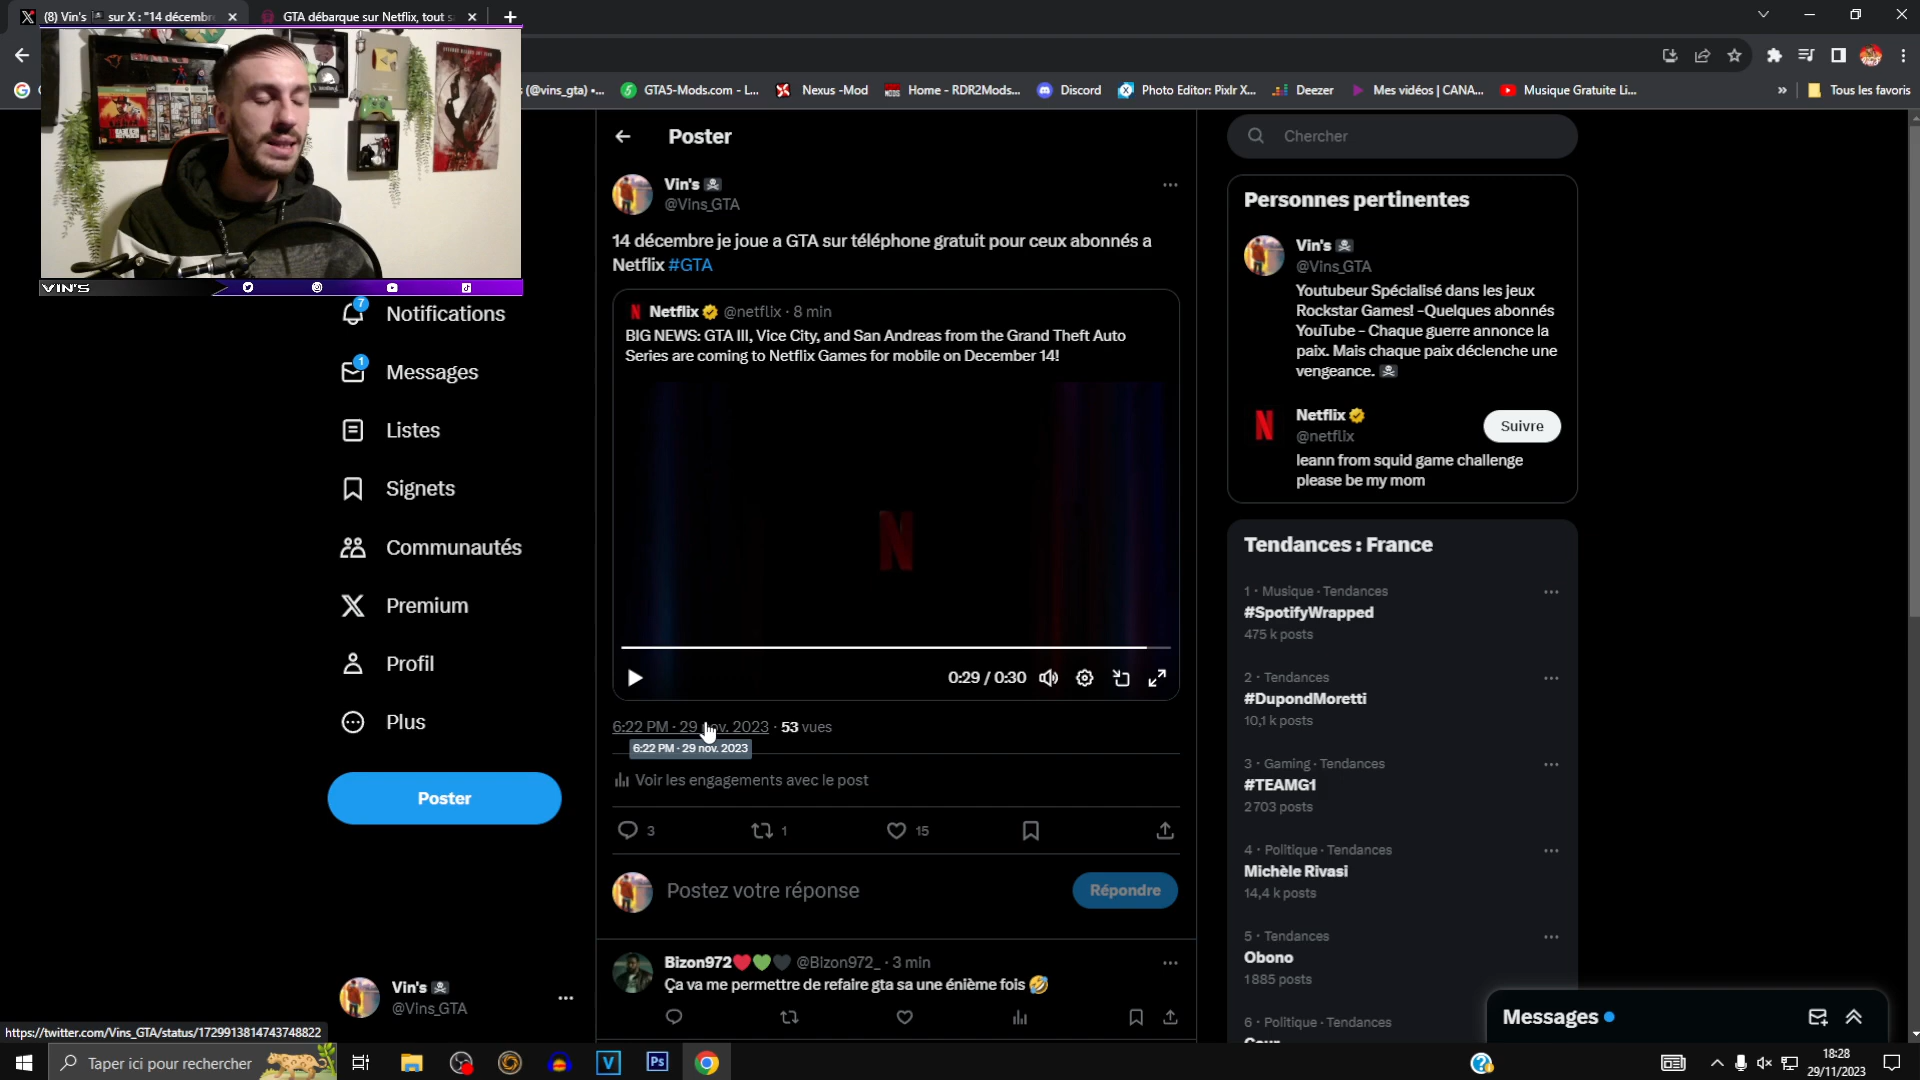 (8) Vin's sur X : "14 décembr
GTA débarque sur Netflix, tout s
(@vins_gta) •...
GTA5-Mods.com - L...
Nexus -Mod
Home - RDR2Mods...
Discord
Photo Editor: Pixlr X...
Deezer
Mes vidéos | CANA...
Musique Gratuite Li...
»
Tous les favoris
VIN'S
Notifications
7
Messages
1
Listes
Signets
Communautés
Premium
Profil
Plus
Poster
Vin's
@Vins_GTA
Poster
Vin's
@Vins_GTA
14 décembre je joue a GTA sur téléphone gratuit pour ceux abonnés a
Netflix #GTA
Netflix @netflix · 8 min
BIG NEWS: GTA III, Vice City, and San Andreas from the Grand Theft Auto
Series are coming to Netflix Games for mobile on December 14!
N
0:29 / 0:30
6:22 PM · 29 nov. 2023 · 53 vues
6:22 PM · 29 nov. 2023
Voir les engagements avec le post
3
1
15
Postez votre réponse
Répondre
Bizon972 @Bizon972_ · 3 min
Ça va me permettre de refaire gta sa une énième fois
Chercher
Personnes pertinentes
Vin's
@Vins_GTA
Youtubeur Spécialisé dans les jeux
Rockstar Games! -Quelques abonnés
YouTube - Chaque guerre annonce la
paix. Mais chaque paix déclenche une
vengeance.
Netflix
@netflix
Suivre
leann from squid game challenge
please be my mom
Tendances : France
1 · Musique · Tendances
#SpotifyWrapped
475 k posts
2 · Tendances
#DupondMoretti
10,1 k posts
3 · Gaming · Tendances
#TEAMG1
2 703 posts
4 · Politique · Tendances
Michèle Rivasi
14,4 k posts
5 · Tendances
Obono
1 885 posts
6 · Politique · Tendances
Messages
https://twitter.com/Vins_GTA/status/1729913814743748822
Taper ici pour rechercher
V
Ps
18:28
29/11/2023